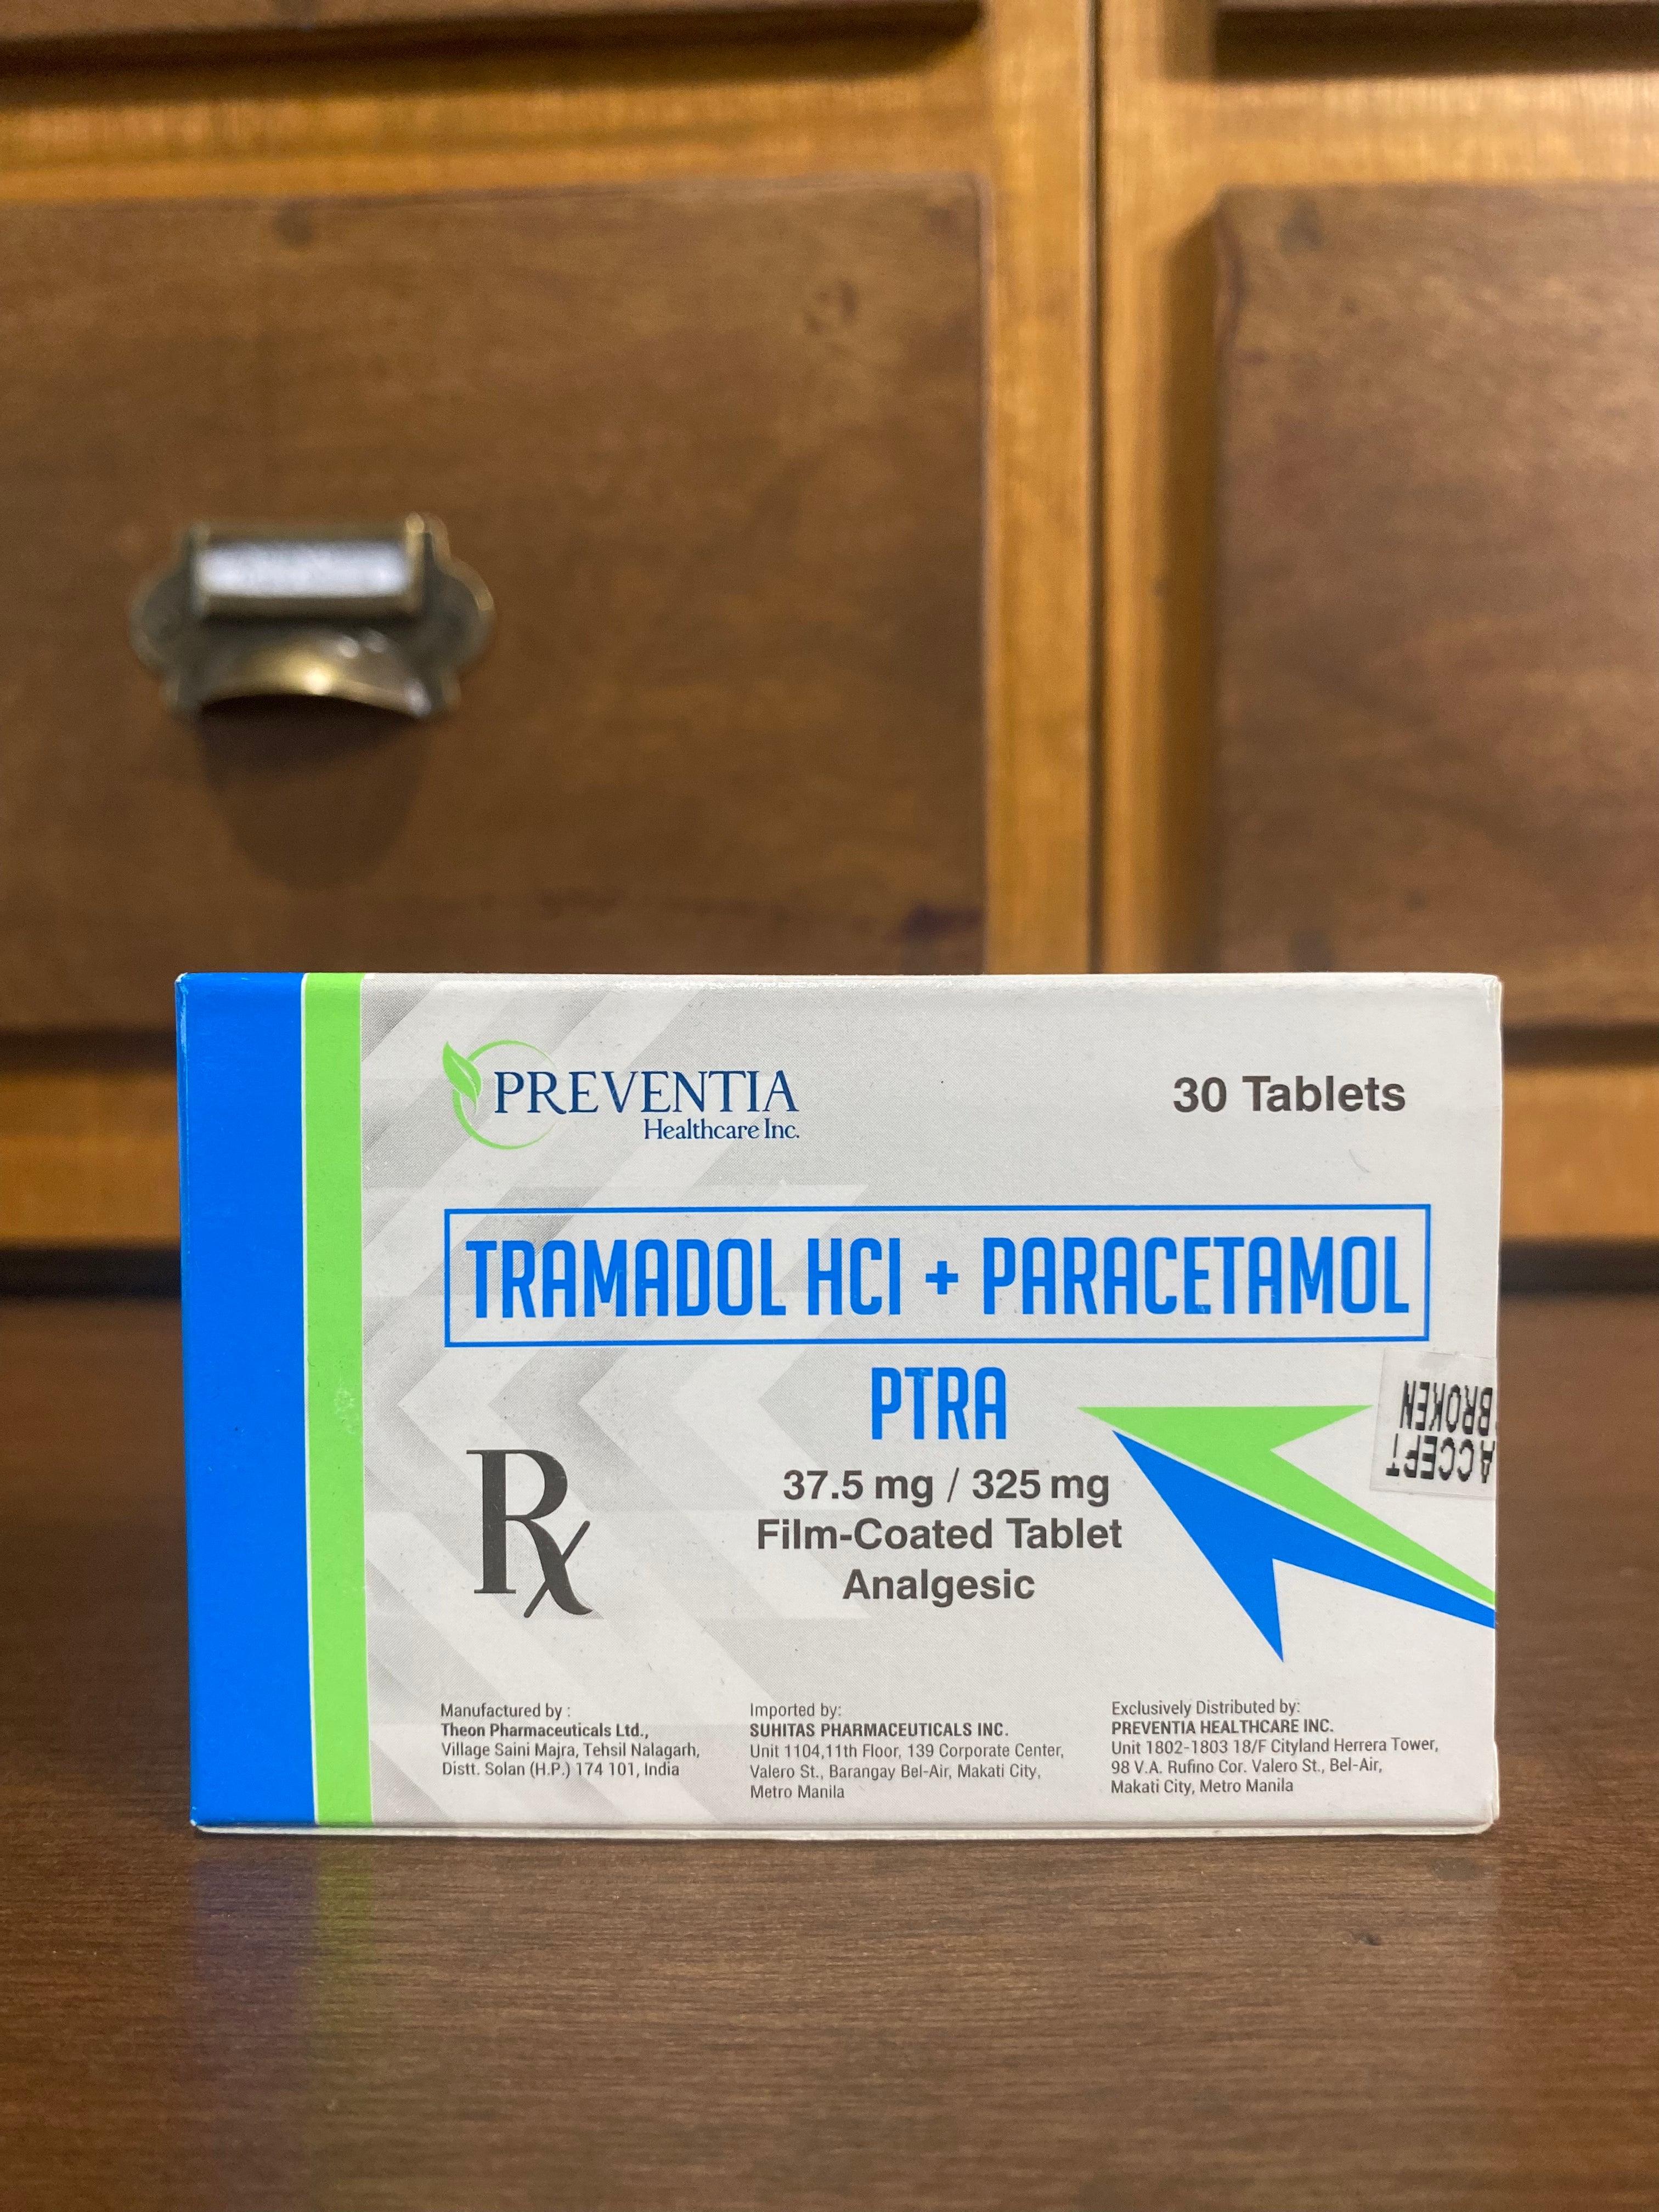 PREVENTIA
Healthcare Inc.
30 Tablets
TRAMADOL HCl + PARACETAMOL
PTRA
37.5 mg / 325 mg
Film-Coated Tablet
Analgesic
Rx
ACCEPT
BROKEN
Manufactured by :
Theon Pharmaceuticals Ltd.,
Village Saini Majra, Tehsil Nalagarh,
Distt. Solan (H.P.) 174 101, India
Imported by:
SUHITAS PHARMACEUTICALS INC.
Unit 1104,11th Floor, 139 Corporate Center,
Valero St., Barangay Bel-Air, Makati City,
Metro Manila
Exclusively Distributed by:
PREVENTIA HEALTHCARE INC.
Unit 1802-1803 18/F Cityland Herrera Tower,
98 V.A. Rufino Cor. Valero St., Bel-Air,
Makati City, Metro Manila